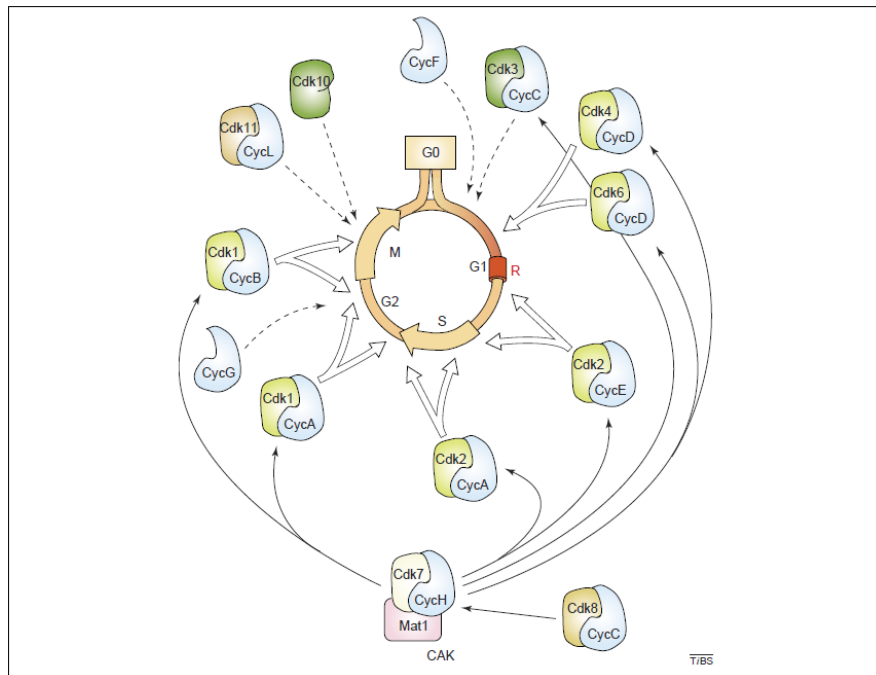 CycF
Cdk10
Cdk3
CycC
Cdk11
CycL
Cdk4
CycD
G0
Cdk6
CycD
Cdk1
CycB
M
G1
R
G2
S
CycG
Cdk1
CycA
Cdk2
CycE
Cdk2
CycA
Cdk7
CycH
Mat1
Cdk8
CycC
CAK
TiBS